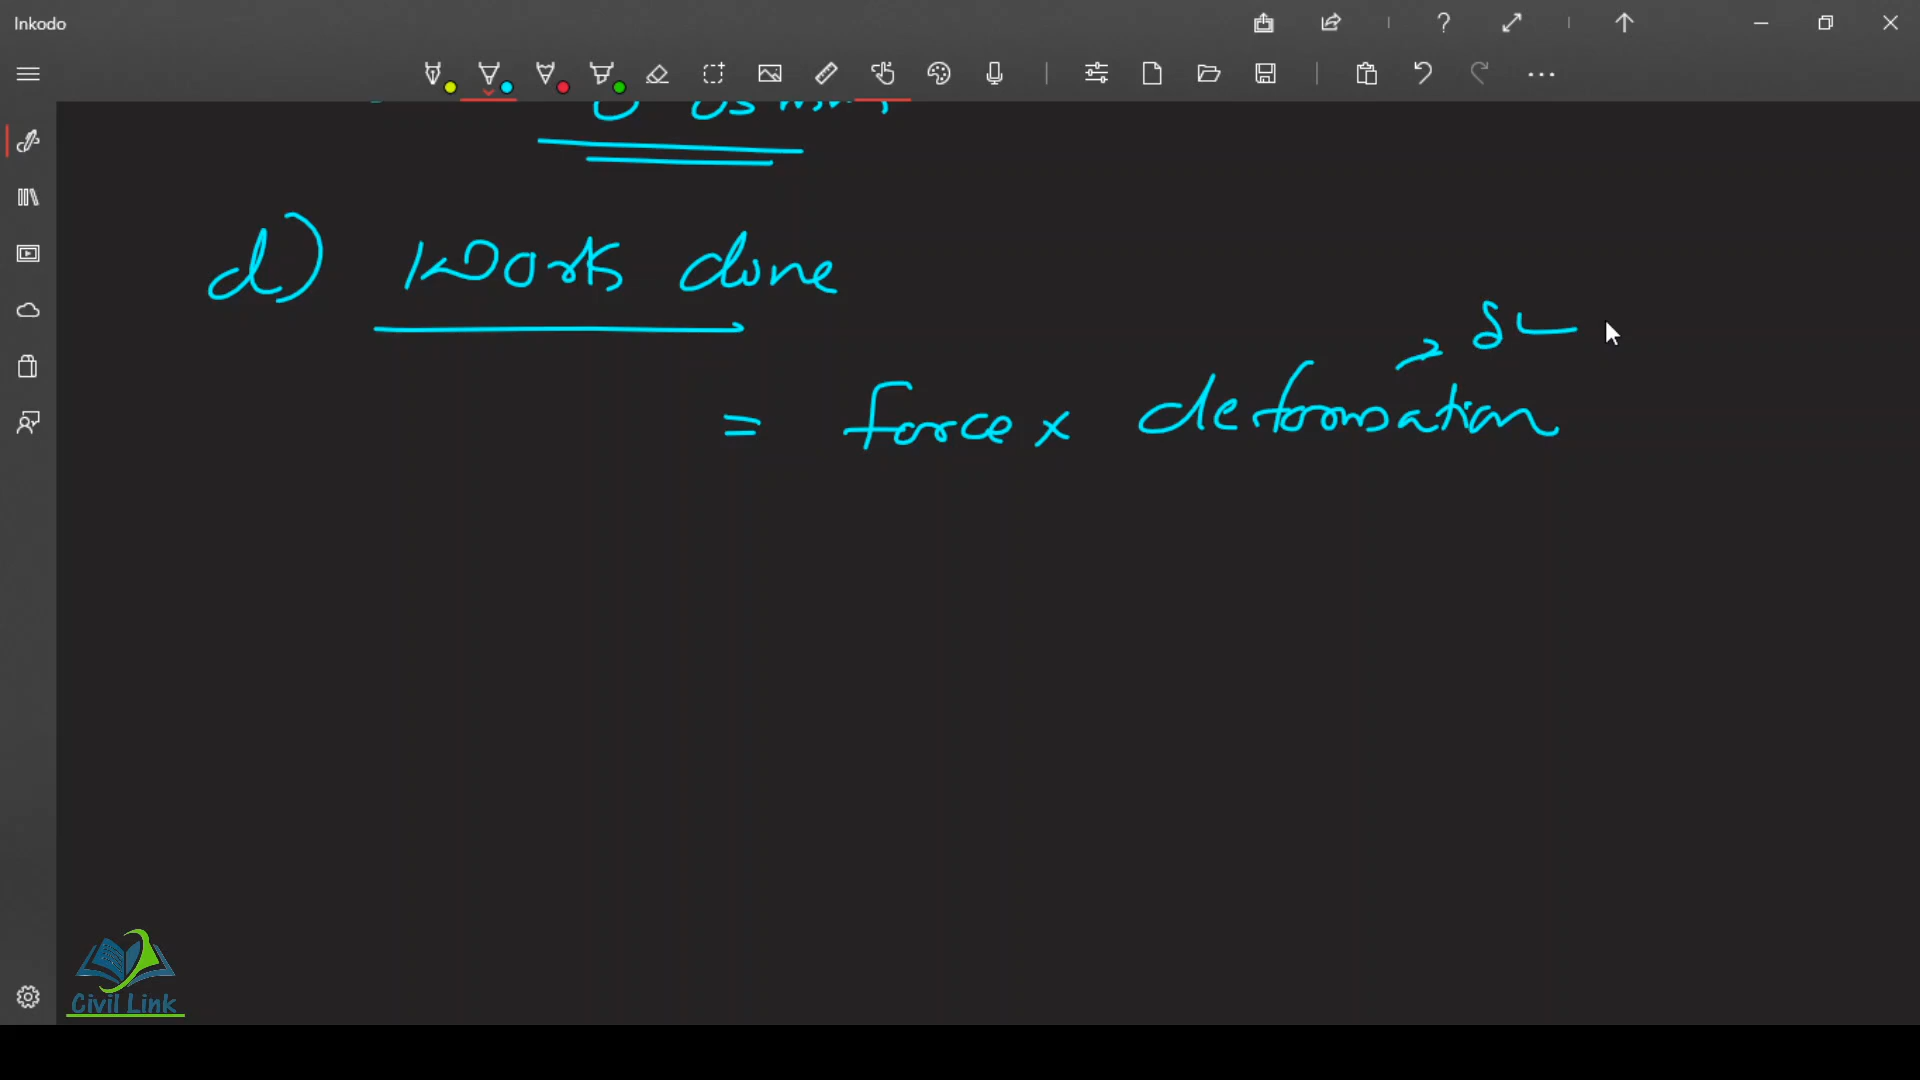 Inkodo
d) Work done
→ δL
= force x deformation
Civil Link